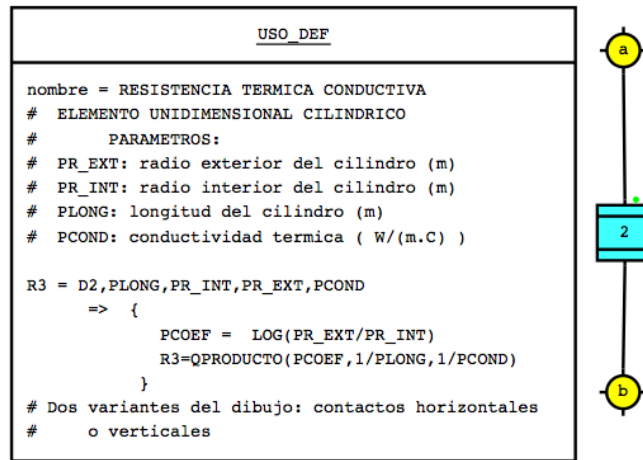 USO_DEF
nombre = RESISTENCIA TERMICA CONDUCTIVA
# ELEMENTO UNIDIMENSIONAL CILINDRICO
# PARAMETROS:
# PR_EXT: radio exterior del cilindro (m)
# PR_INT: radio interior del cilindro (m)
# PLONG: longitud del cilindro (m)
# PCOND: conductividad termica ( W/(m.C) )
R3 = D2,PLONG,PR_INT,PR_EXT,PCOND
=> {
PCOEF = LOG(PR_EXT/PR_INT)
R3=QPRODUCTO(PCOEF,1/PLONG,1/PCOND)
}
# Dos variantes del dibujo: contactos horizontales
# o verticales
a
2
b